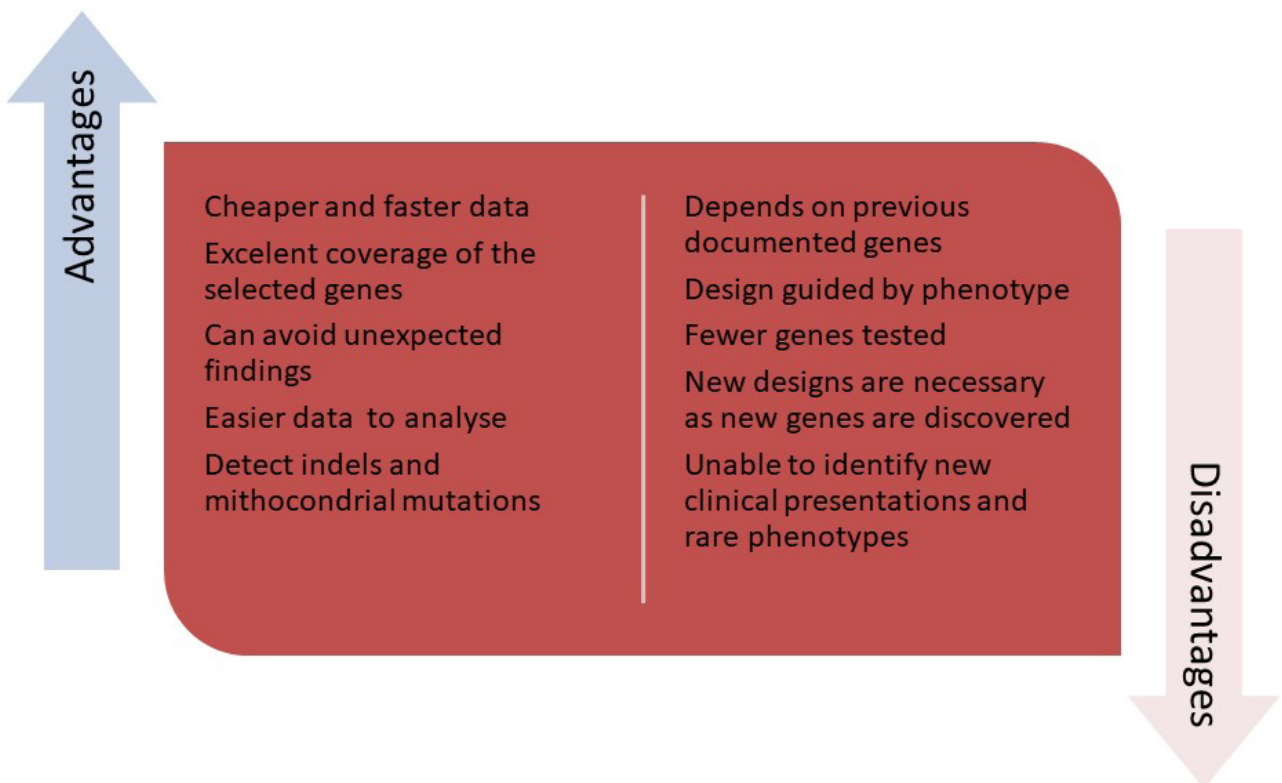 Advantages
Cheaper and faster data
Excelent coverage of the
selected genes
Can avoid unexpected
findings
Easier data to analyse
Detect indels and
mithocondrial mutations
Depends on previous
documented genes
Design guided by phenotype
Fewer genes tested
New designs are necessary
as new genes are discovered
Unable to identify new
clinical presentations and
rare phenotypes
Disadvantages